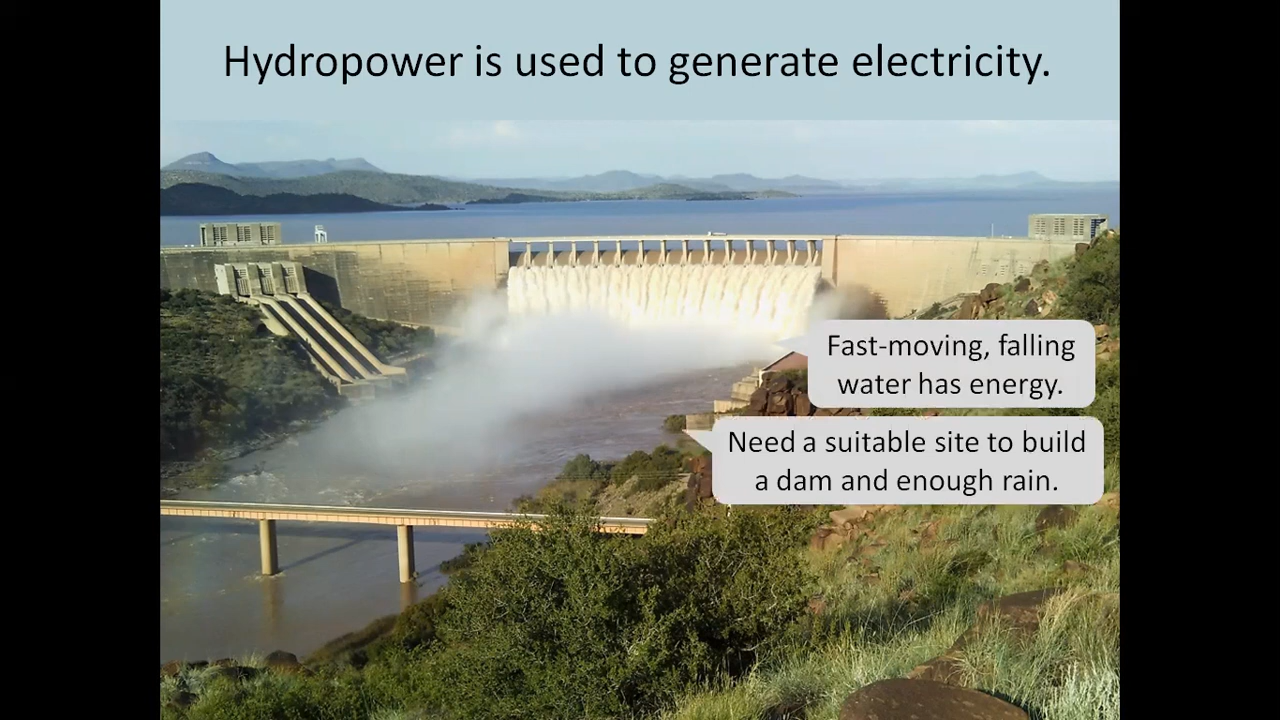 Hydropower is used to generate electricity.
Fast-moving, falling
water has energy.
Need a suitable site to build
a dam and enough rain.